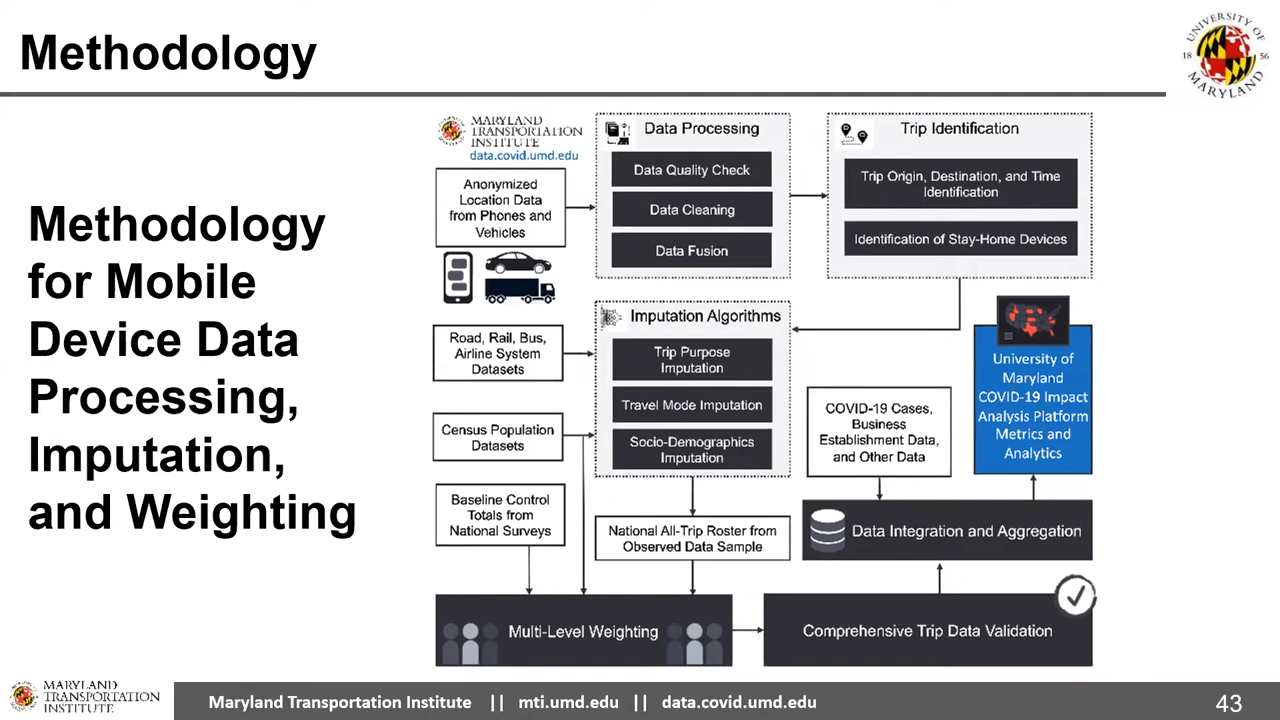 Methodology
UNIVERSITY OF
18 56
MARYLAND
Methodology
for Mobile
Device Data
Processing,
Imputation,
and Weighting
MARYLAND
TRANSPORTATION
INSTITUTE
data.covid.umd.edu
Anonymized
Location Data
from Phones and
Vehicles
Data Processing
Data Quality Check
Data Cleaning
Data Fusion
Trip Identification
Trip Origin, Destination, and Time
Identification
Identification of Stay-Home Devices
Road, Rail, Bus,
Airline System
Datasets
Census Population
Datasets
Baseline Control
Totals from
National Surveys
Imputation Algorithms
Trip Purpose
Imputation
Travel Mode Imputation
Socio-Demographics
Imputation
National All-Trip Roster from
Observed Data Sample
COVID-19 Cases,
Business
Establishment Data,
and Other Data
University of
Maryland
COVID-19 Impact
Analysis Platform
Metrics and
Analytics
Data Integration and Aggregation
Multi-Level Weighting
Comprehensive Trip Data Validation
MARYLAND
TRANSPORTATION
INSTITUTE
Maryland Transportation Institute || mti.umd.edu || data.covid.umd.edu
43